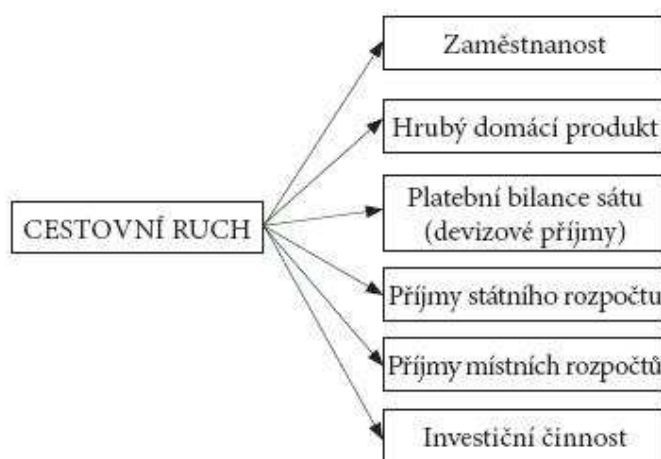 Zaměstnanost
Hrubý domácí produkt
CESTOVNÍ RUCH
Platební bilance sátu
(devizové příjmy)
Příjmy státního rozpočtu
Příjmy místních rozpočtů
Investiční činnost